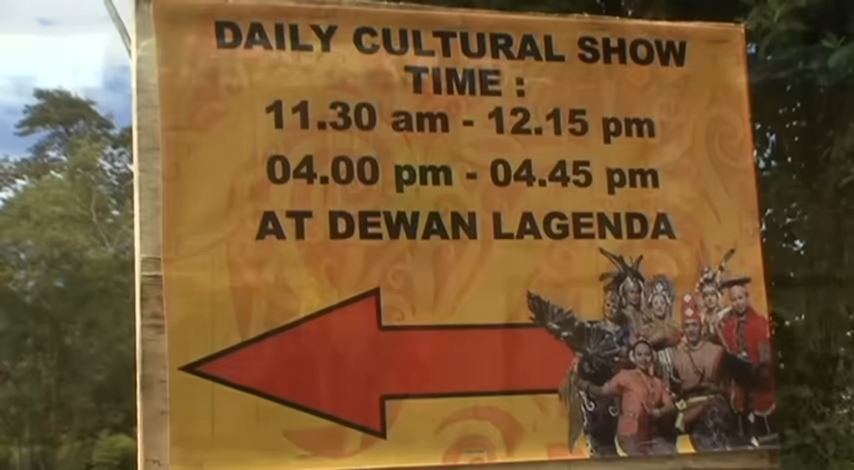 DAILY CULTURAL SHOW
TIME :
11.30 am - 12.15 pm
04.00 pm - 04.45 pm
AT DEWAN LAGENDA